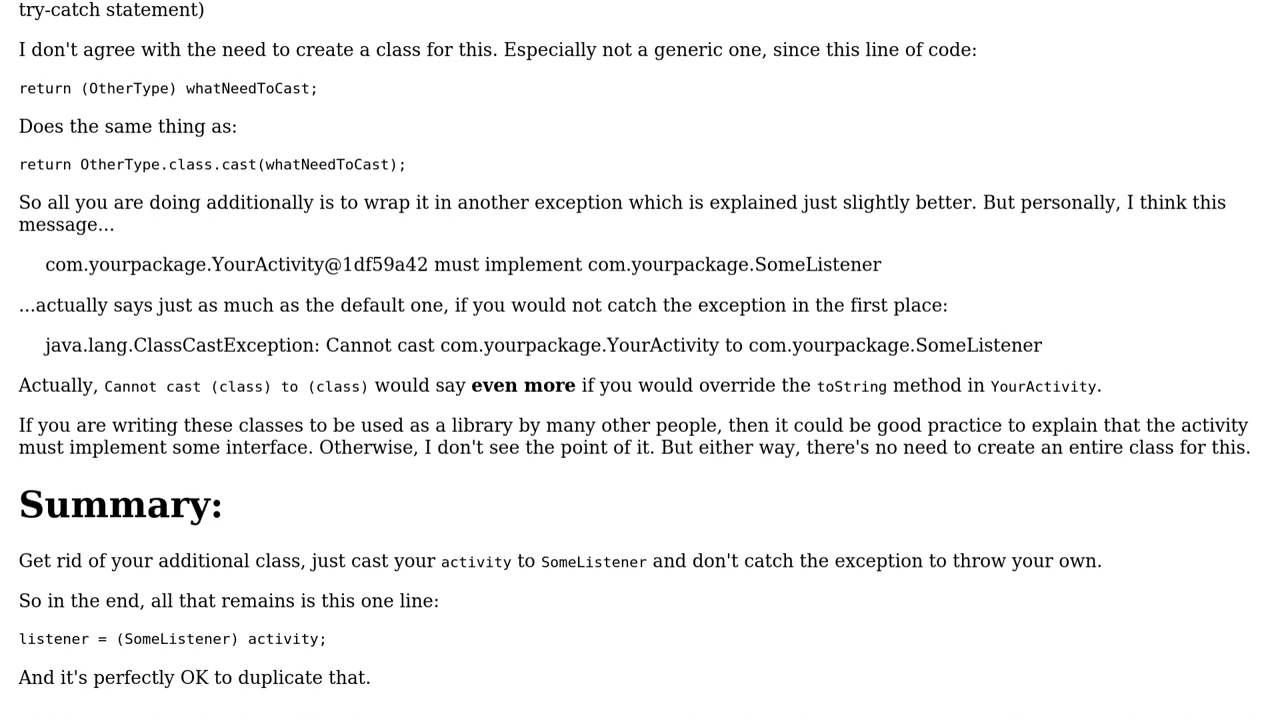 try-catch statement)
I don't agree with the need to create a class for this. Especially not a generic one, since this line of code:
return (OtherType) whatNeedToCast;
Does the same thing as:
return OtherType.class.cast(whatNeedToCast);
So all you are doing additionally is to wrap it in another exception which is explained just slightly better. But personally, I think this
message...
com.yourpackage.YourActivity@1df59a42 must implement com.yourpackage.SomeListener
...actually says just as much as the default one, if you would not catch the exception in the first place:
java.lang.ClassCastException: Cannot cast com.yourpackage.YourActivity to com.yourpackage.SomeListener
Actually, Cannot cast (class) to (class) would say even more if you would override the toString method in YourActivity.
If you are writing these classes to be used as a library by many other people, then it could be good practice to explain that the activity
must implement some interface. Otherwise, I don't see the point of it. But either way, there's no need to create an entire class for this.
Summary:
Get rid of your additional class, just cast your activity to SomeListener and don't catch the exception to throw your own.
So in the end, all that remains is this one line:
listener = (SomeListener) activity;
And it's perfectly OK to duplicate that.